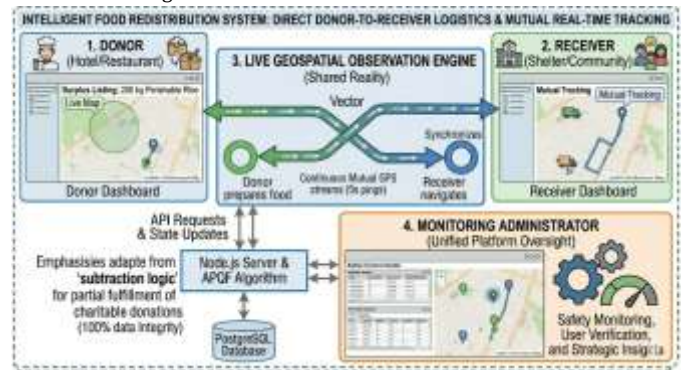 INTELLIGENT FOOD REDISTRIBUTION SYSTEM: DIRECT DONOR-TO-RECEIVER LOGISTICS & MUTUAL REAL-TIME TRACKING
1. DONOR
(Hotel/Restaurant)
Surplus Listing: 200 kg Perishable Rice
Live Map
Donor Dashboard
3. LIVE GEOSPATIAL OBSERVATION ENGINE
(Shared Reality)
Vector
Synchronizes
Donor
prepares food
Continuous Mutual GPS
streams (5s pings)
Receiver
navigates
2. RECEIVER
(Shelter/Community)
Mutual Tracking
Mutual Tracking
Receiver Dashboard
API Requests
& State Updates
Emphasisies adapte from
'subtraction logic'
for partial fulfillment of
charitable donations
(100% data Integrity)
Node.js Server &
APQF Algorithm
PostgreSQL
Database
4. MONITORING ADMINISTRATOR
(Unified Platform Oversight)
Safety Monitoring,
User Verification,
and Strategic